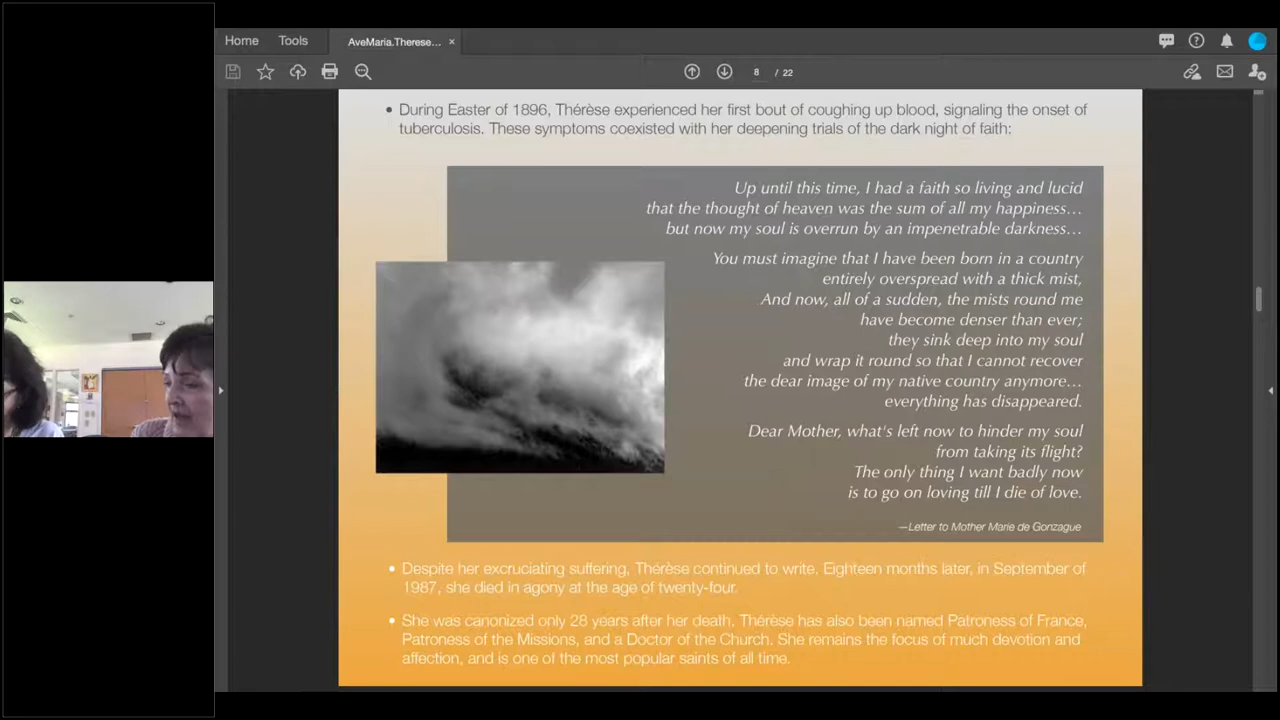 Home Tools AveMaria.Therese... ×
8 / 22
• During Easter of 1896, Thérèse experienced her first bout of coughing up blood, signaling the onset of
tuberculosis. These symptoms coexisted with her deepening trials of the dark night of faith:
Up until this time, I had a faith so living and lucid
that the thought of heaven was the sum of all my happiness…
but now my soul is overrun by an impenetrable darkness…
You must imagine that I have been born in a country
entirely overspread with a thick mist,
And now, all of a sudden, the mists round me
have become denser than ever;
they sink deep into my soul
and wrap it round so that I cannot recover
the dear image of my native country anymore…
everything has disappeared.
Dear Mother, what's left now to hinder my soul
from taking its flight?
The only thing I want badly now
is to go on loving till I die of love.
—Letter to Mother Marie de Gonzague
• Despite her excruciating suffering, Thérèse continued to write. Eighteen months later, in September of
1987, she died in agony at the age of twenty-four.
• She was canonized only 28 years after her death. Thérèse has also been named Patroness of France,
Patroness of the Missions, and a Doctor of the Church. She remains the focus of much devotion and
affection, and is one of the most popular saints of all time.